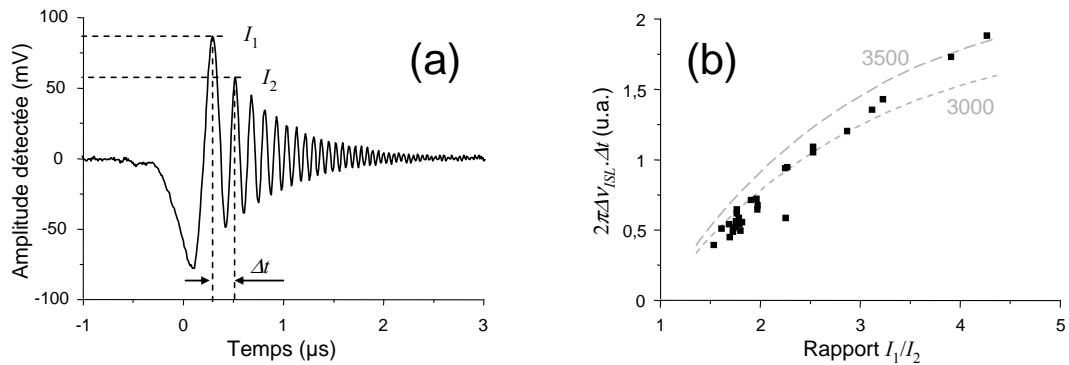 100
50
0
-50
-100
Amplitude détectée (mV)
I1
I2
(a)
Δt
-1
0
1
2
3
Temps (µs)
2
1,5
1
0,5
0
2πΔνISL.Δt (u.a.)
(b)
3500
3000
1
2
3
4
5
Rapport I1/I2